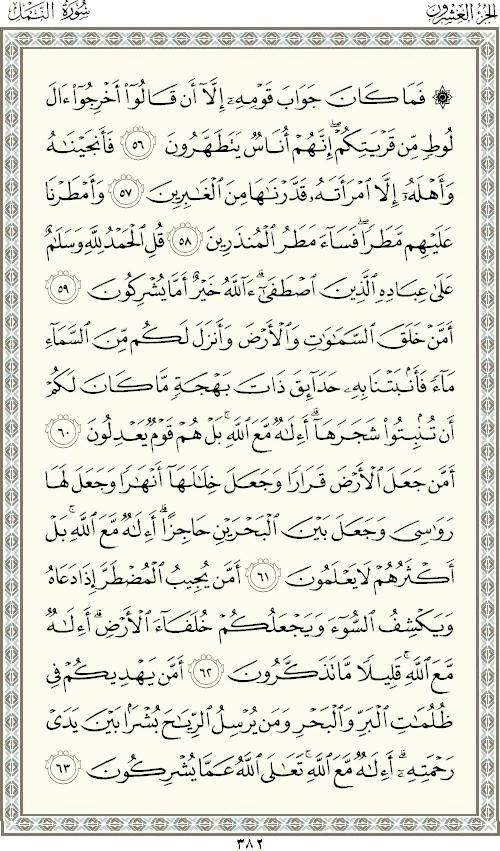 الجزء العشرون
سورة النمل
۞ فَمَا كَانَ جَوَابَ قَوْمِهِۦٓ إِلَّآ أَن قَالُوٓا۟ أَخْرِجُوٓا۟ ءَالَ
لُوطٍ مِّن قَرْيَتِكُمْ ۖ إِنَّهُمْ أُنَاسٌ يَتَطَهَّرُونَ ٥٦ فَأَنجَيْنَٰهُ
وَأَهْلَهُۥٓ إِلَّا ٱمْرَأَتَهُۥ قَدَّرْنَٰهَا مِنَ ٱلْغَٰبِرِينَ ٥٧ وَأَمْطَرْنَا
عَلَيْهِم مَّطَرًا ۖ فَسَآءَ مَطَرُ ٱلْمُنذَرِينَ ٥٨ قُلِ ٱلْحَمْدُ لِلَّهِ وَسَلَٰمٌ
عَلَىٰ عِبَادِهِ ٱلَّذِينَ ٱصْطَفَىٰٓ ۗ ءَآللَّهُ خَيْرٌ أَمَّا يُشْرِكُونَ ٥٩
أَمَّنْ خَلَقَ ٱلسَّمَٰوَٰتِ وَٱلْأَرْضَ وَأَنزَلَ لَكُم مِّنَ ٱلسَّمَآءِ
مَآءً فَأَنۢبَتْنَا بِهِۦ حَدَآئِقَ ذَاتَ بَهْجَةٍ مَّا كَانَ لَكُمْ
أَن تُنۢبِتُوا۟ شَجَرَهَآ ۗ أَءِلَٰهٌ مَّعَ ٱللَّهِ ۚ بَلْ هُمْ قَوْمٌ يَعْدِلُونَ ٦٠
أَمَّن جَعَلَ ٱلْأَرْضَ قَرَارًا وَجَعَلَ خِلَٰلَهَآ أَنْهَٰرًا وَجَعَلَ لَهَا
رَوَٰسِىَ وَجَعَلَ بَيْنَ ٱلْبَحْرَيْنِ حَاجِزًا ۗ أَءِلَٰهٌ مَّعَ ٱللَّهِ ۚ بَلْ
أَكْثَرُهُمْ لَا يَعْلَمُونَ ٦١ أَمَّن يُجِيبُ ٱلْمُضْطَرَّ إِذَا دَعَاهُ
وَيَكْشِفُ ٱلسُّوٓءَ وَيَجْعَلُكُمْ خُلَفَآءَ ٱلْأَرْضِ ۗ أَءِلَٰهٌ
مَّعَ ٱللَّهِ ۚ قَلِيلًا مَّا تَذَكَّرُونَ ٦٢ أَمَّن يَهْدِيكُمْ فِى
ظُلُمَٰتِ ٱلْبَرِّ وَٱلْبَحْرِ وَمَن يُرْسِلُ ٱلرِّيَٰحَ بُشْرًۢا بَيْنَ يَدَىْ
رَحْمَتِهِۦٓ ۗ أَءِلَٰهٌ مَّعَ ٱللَّهِ ۚ تَعَٰلَى ٱللَّهُ عَمَّا يُشْرِكُونَ ٦٣
٣٨٢